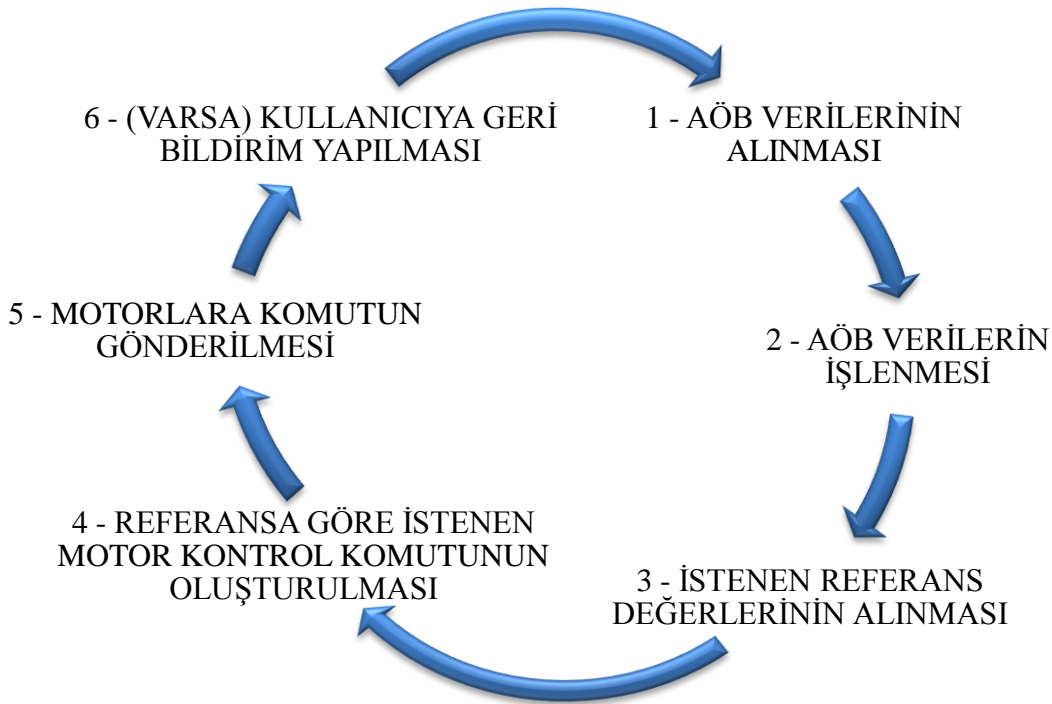 1 - AÖB VERİLERİNİN
ALINMASI
2 - AÖB VERİLERİN
İŞLENMESİ
3 - İSTENEN REFERANS
DEĞERLERİNİN ALINMASI
4 - REFERANSA GÖRE İSTENEN
MOTOR KONTROL KOMUTUNUN
OLUŞTURULMASI
5 - MOTORLARA KOMUTUN
GÖNDERİLMESİ
6 - (VARSA) KULLANICIYA GERİ
BİLDİRİM YAPILMASI